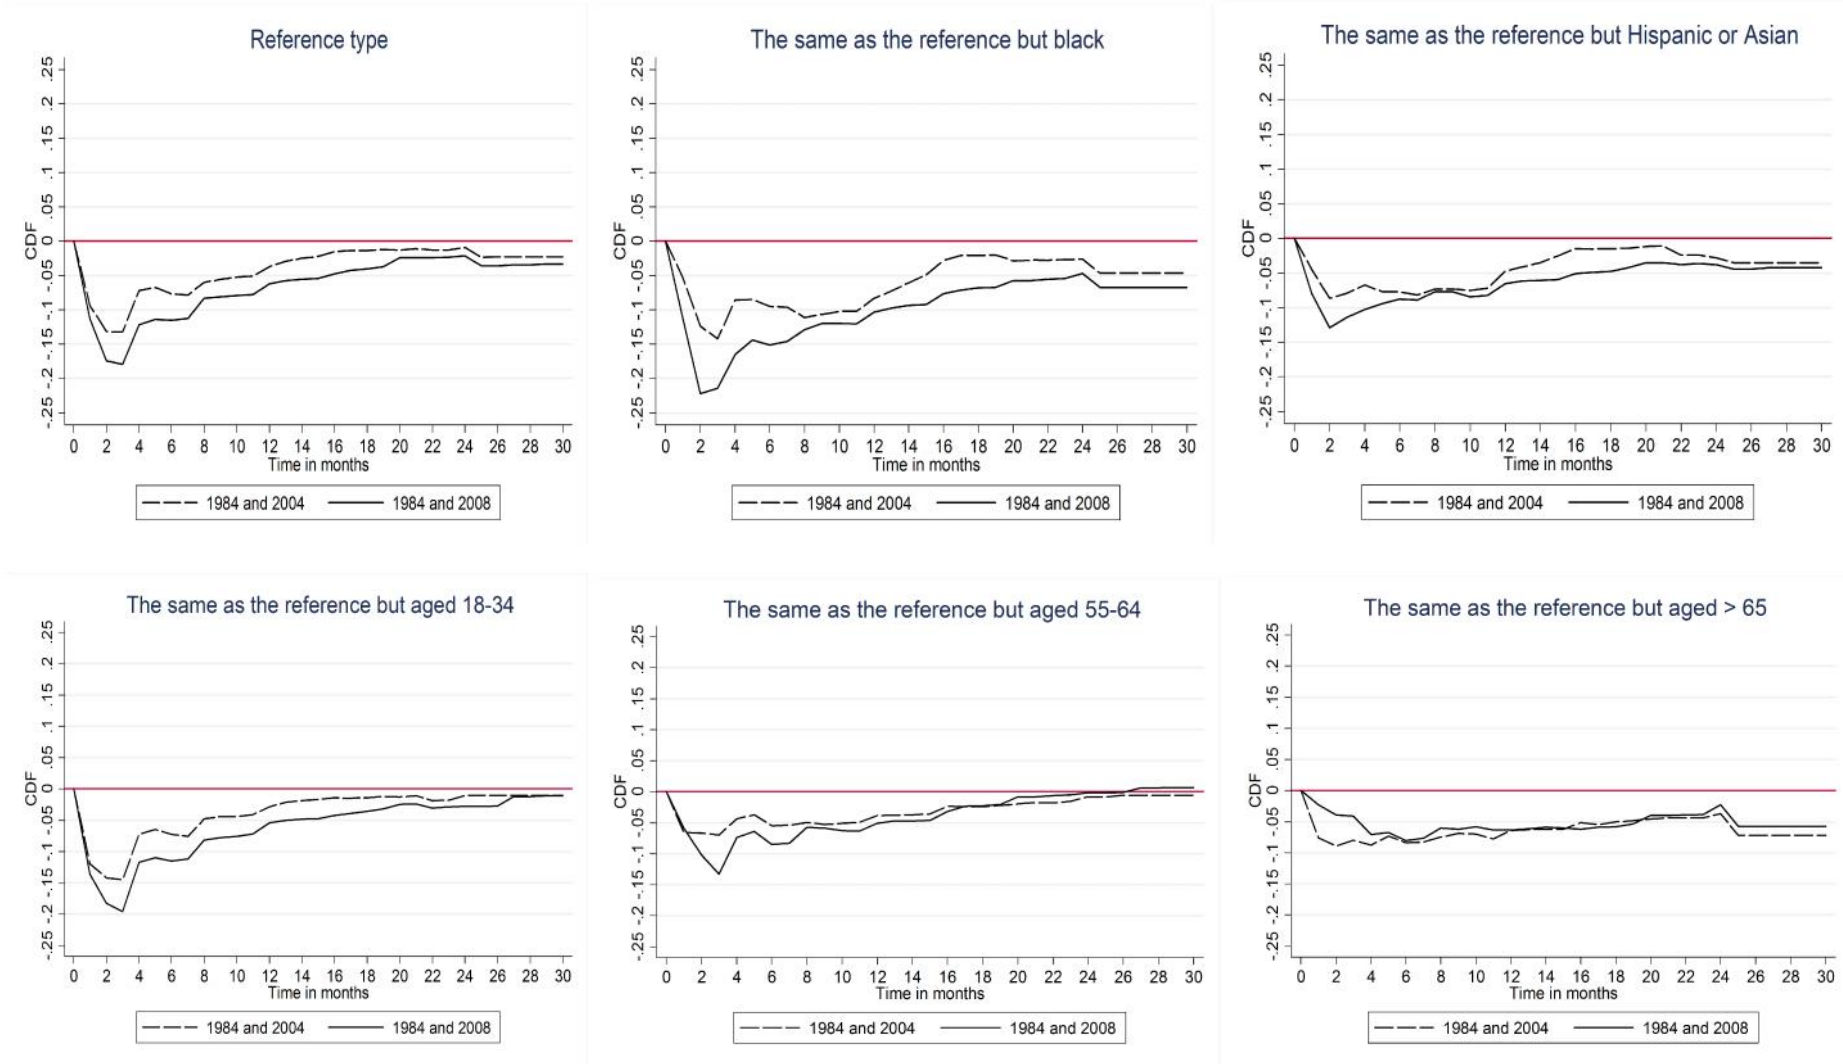 Reference type
CDF
.25
.2
.15
.1
.05
0
-.05
-.1
-.15
-.2
-.25
0 2 4 6 8 10 12 14 16 18 20 22 24 26 28 30
Time in months
1984 and 2004 1984 and 2008
The same as the reference but black
CDF
.25
.2
.15
.1
.05
0
-.05
-.1
-.15
-.2
-.25
0 2 4 6 8 10 12 14 16 18 20 22 24 26 28 30
Time in months
1984 and 2004 1984 and 2008
The same as the reference but Hispanic or Asian
CDF
.25
.2
.15
.1
.05
0
-.05
-.1
-.15
-.2
-.25
0 2 4 6 8 10 12 14 16 18 20 22 24 26 28 30
Time in months
1984 and 2004 1984 and 2008
The same as the reference but aged 18-34
CDF
.25
.2
.15
.1
.05
0
-.05
-.1
-.15
-.2
-.25
0 2 4 6 8 10 12 14 16 18 20 22 24 26 28 30
Time in months
1984 and 2004 1984 and 2008
The same as the reference but aged 55-64
CDF
.25
.2
.15
.1
.05
0
-.05
-.1
-.15
-.2
-.25
0 2 4 6 8 10 12 14 16 18 20 22 24 26 28 30
Time in months
1984 and 2004 1984 and 2008
The same as the reference but aged > 65
CDF
.25
.2
.15
.1
.05
0
-.05
-.1
-.15
-.2
-.25
0 2 4 6 8 10 12 14 16 18 20 22 24 26 28 30
Time in months
1984 and 2004 1984 and 2008